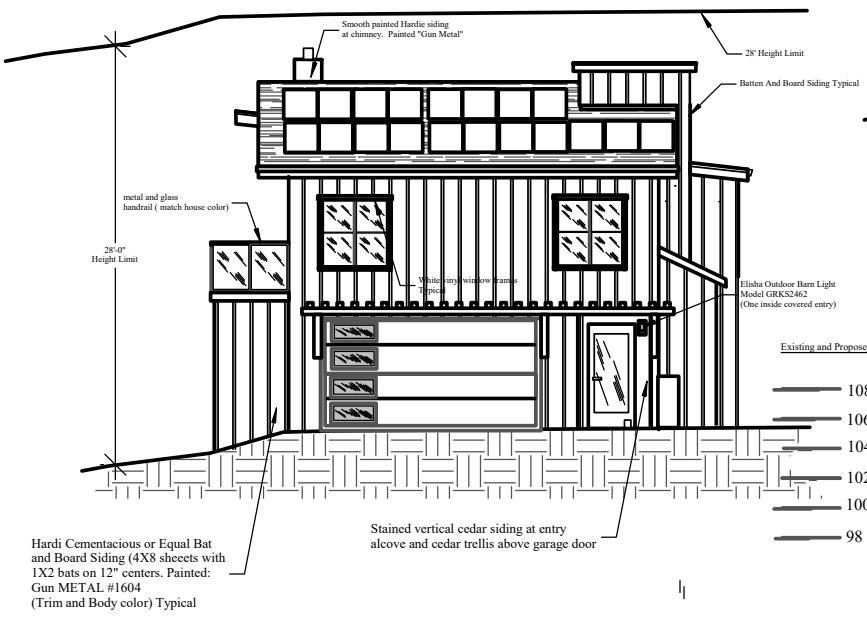 Smooth painted Hardie siding
at chimney. Painted "Gun Metal"
28' Height Limit
Batten And Board Siding Typical
metal and glass
handrail ( match house color)
28'-0"
Height Limit
White vinyl window frames
Typical
Elisha Outdoor Barn Light
Model GRKS2462
(One inside covered entry)
Existing and Propose
108
106
104
102
100
98
Stained vertical cedar siding at entry
alcove and cedar trellis above garage door
Hardi Cementacious or Equal Bat
and Board Siding (4X8 sheeets with
1X2 bats on 12" centers. Painted:
Gun METAL #1604
(Trim and Body color) Typical